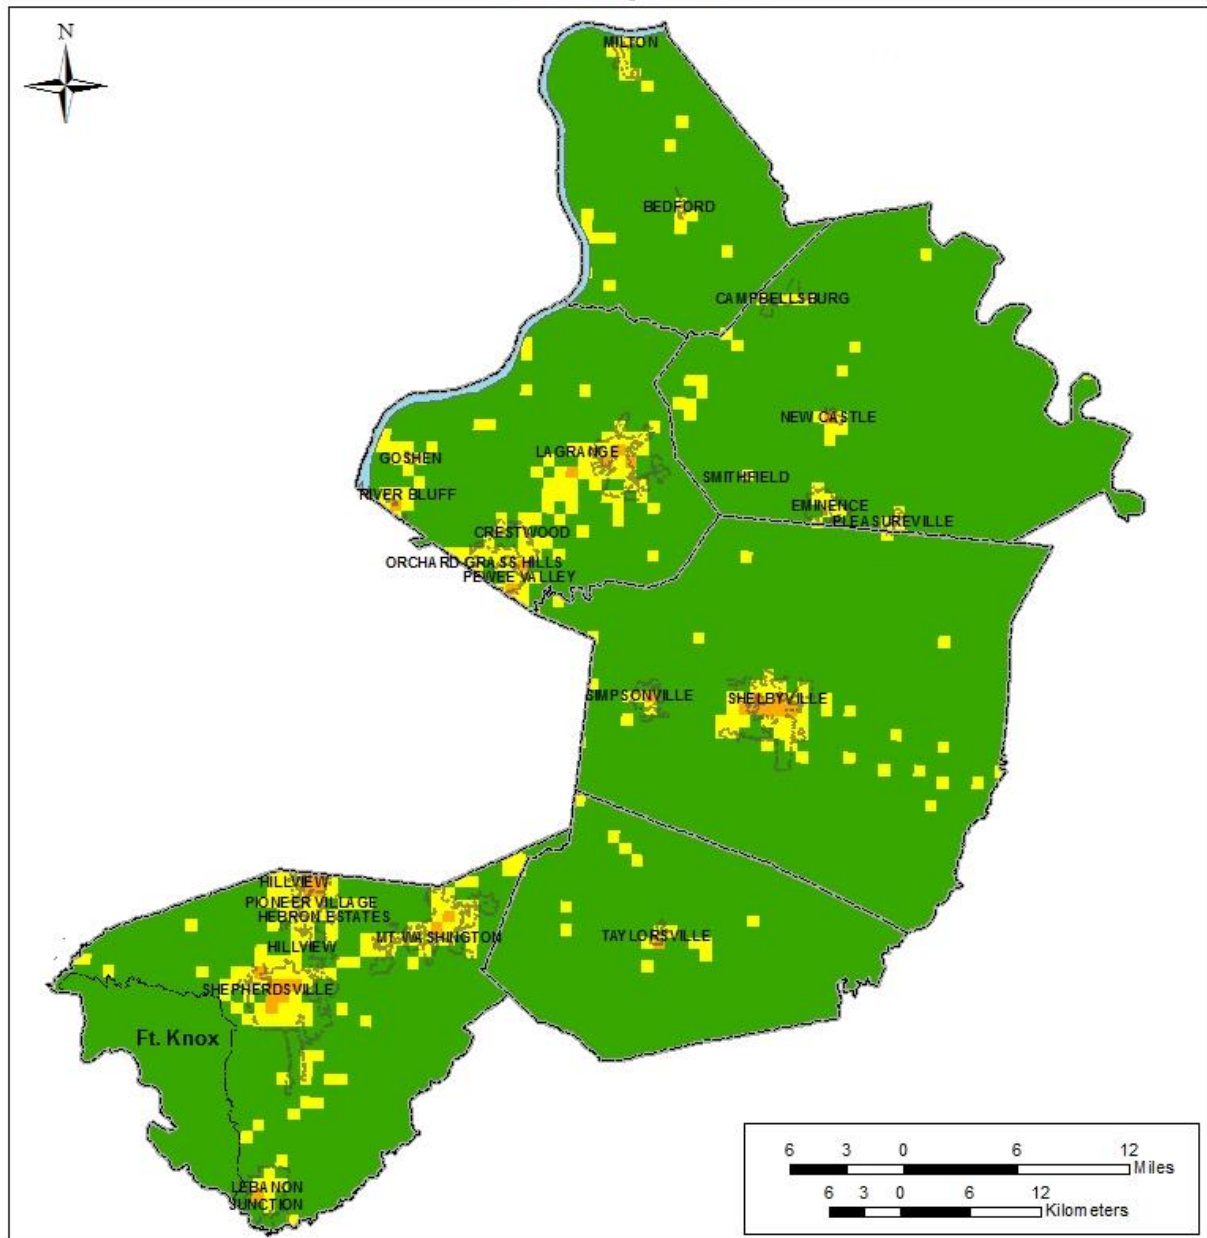 N
MILTON
BEDFORD
CAMPBELLSBURG
NEW CASTLE
LAGRANGE
GOSHEN
SMITHFIELD
RIVER BLUFF
EMINENCE
PLEASUREVILLE
CRESTWOOD
ORCHARD GRASS HILLS
PEWEE VALLEY
SIMPSONVILLE
SHELBYVILLE
HILLVIEW
PIONEER VILLAGE
HEBRON ESTATES
MT WASHINGTON
TAYLORSVILLE
HILLVIEW
SHEPHERDSVILLE
Ft. Knox
LEBANON
JUNCTION
6 3 0 6 12
Miles
6 3 0 6 12
Kilometers